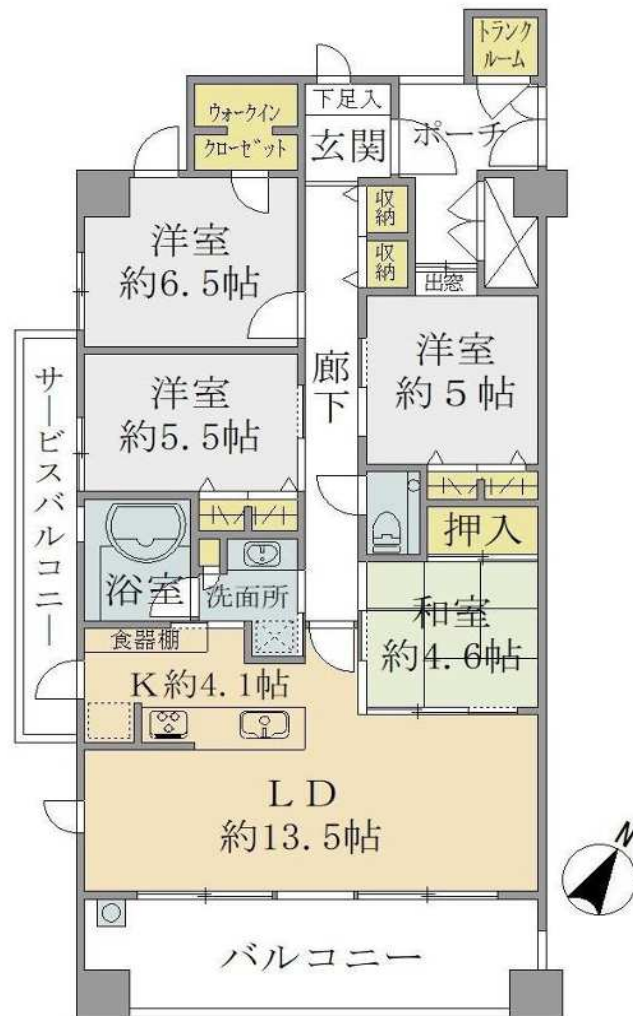 トランク
ルーム
下足入
ウォークイン
クローゼット
玄関
ポーチ
収納
収納
洋室
約6.5帖
出窓
洋室
約5帖
廊下
洋室
約5.5帖
サービスバルコニー
押入
浴室
洗面所
和室
約4.6帖
食器棚
K約4.1帖
LD
約13.5帖
N
バルコニー